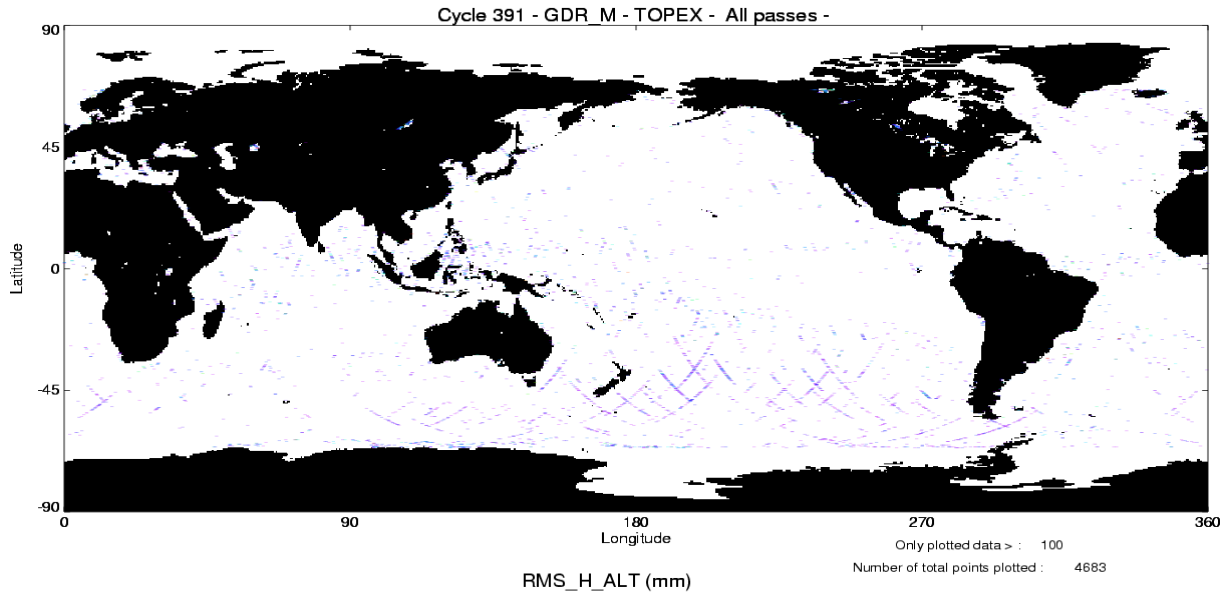 Cycle 391 - GDR_M - TOPEX - All passes -
90
45
0
-45
-90
Latitude
0 90 180 270 360
Longitude
Only plotted data > : 100
Number of total points plotted : 4683
RMS_H_ALT (mm)